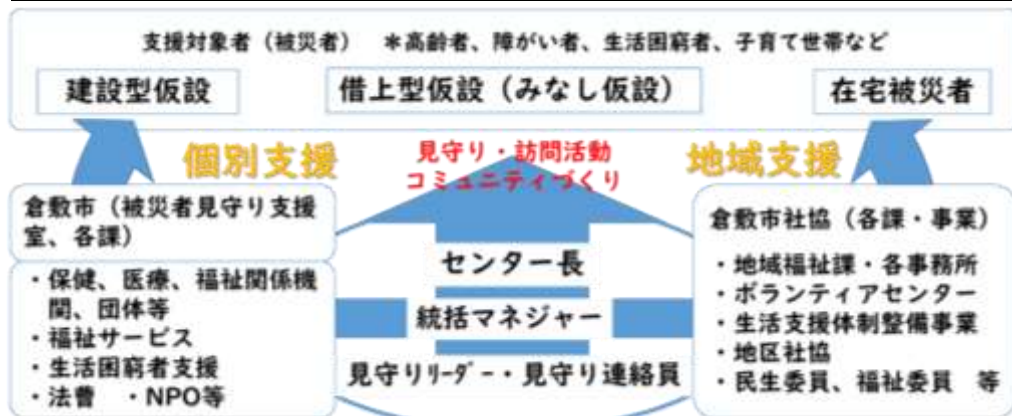 支援対象者（被災者）　＊高齢者、障がい者、生活困窮者、子育て世帯など
建設型仮設
借上型仮設（みなし仮設）
在宅被災者
個別支援
見守り・訪問活動
コミュニティづくり
地域支援
倉敷市（被災者見守り支援
室、各課）
・保健、医療、福祉関係機
関、団体等
・福祉サービス
・生活困窮者支援
・法曹　・NPO等
センター長
統括マネジャー
見守りﾘｰﾀﾞｰ・見守り連絡員
倉敷市社協（各課・事業）
・地域福祉課・各事務所
・ボランティアセンター
・生活支援体制整備事業
・地区社協
・民生委員、福祉委員　等